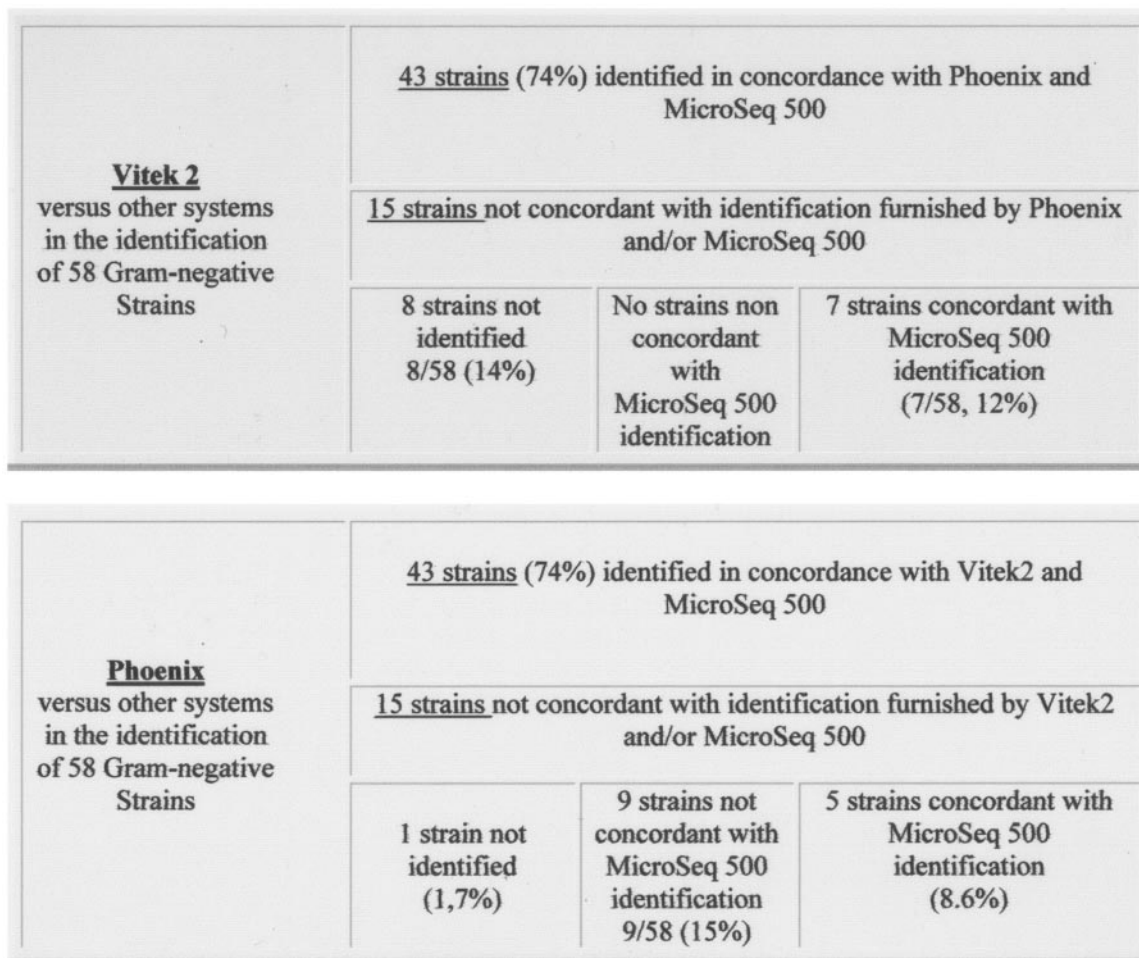 43 strains (74%) identified in concordance with Phoenix and
MicroSeq 500
Vitek 2
versus other systems
in the identification
of 58 Gram-negative
Strains
15 strains not concordant with identification furnished by Phoenix
and/or MicroSeq 500
8 strains not
identified
8/58 (14%)
No strains non
concordant
with
MicroSeq 500
identification
7 strains concordant with
MicroSeq 500
identification
(7/58, 12%)
43 strains (74%) identified in concordance with Vitek2 and
MicroSeq 500
Phoenix
versus other systems
in the identification
of 58 Gram-negative
Strains
15 strains not concordant with identification furnished by Vitek2
and/or MicroSeq 500
1 strain not
identified
(1,7%)
9 strains not
concordant with
MicroSeq 500
identification
9/58 (15%)
5 strains concordant with
MicroSeq 500
identification
(8.6%)